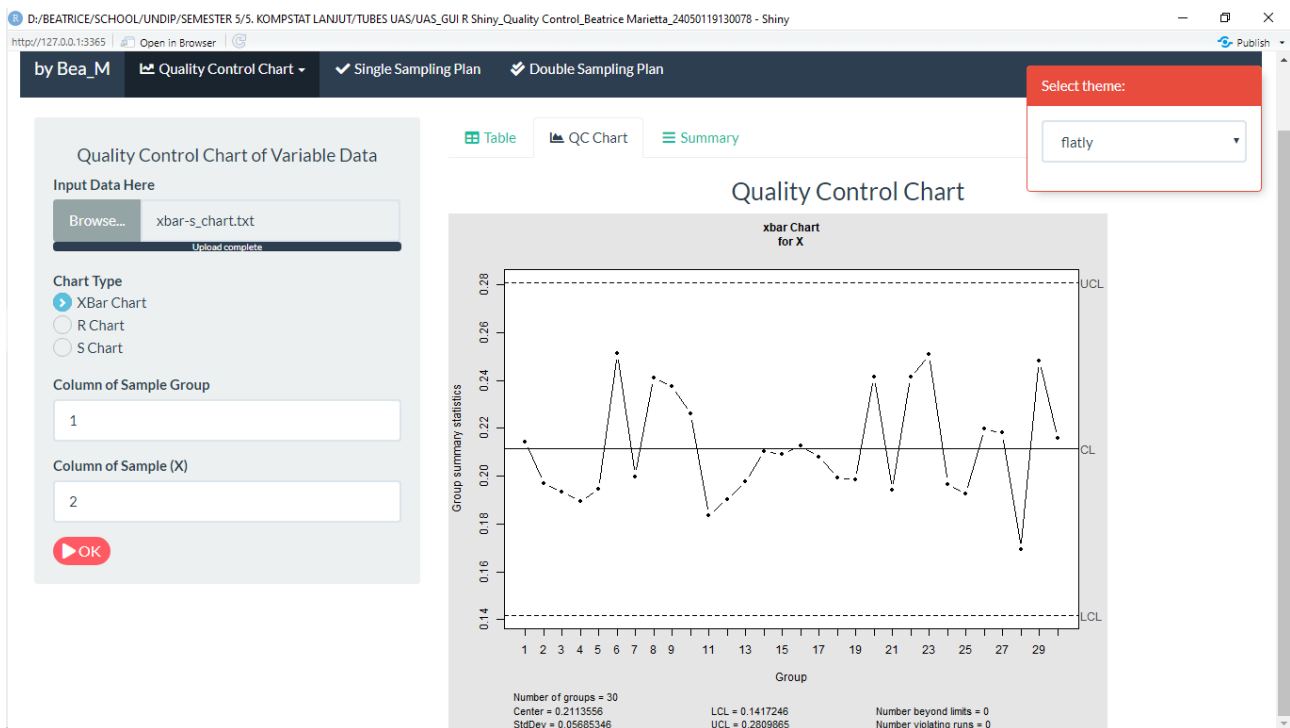 D:/BEATRICE/SCHOOL/UNDIP/SEMESTER 5/5. KOMPSTAT LANJUT/TUBES UAS/UAS_GUI R Shiny_Quality Control_Beatrice Marietta_24050119130078 - Shiny
http://127.0.0.1:3365 Open in Browser Publish
by Bea_M Quality Control Chart Single Sampling Plan Double Sampling Plan
Select theme:
flatly
Quality Control Chart of Variable Data
Input Data Here
Browse... xbar-s_chart.txt
Upload complete
Chart Type
XBar Chart
R Chart
S Chart
Column of Sample Group
1
Column of Sample (X)
2
OK
Table QC Chart Summary
Quality Control Chart
xbar Chart
for X
Group summary statistics
0.28
0.26
0.24
0.22
0.20
0.18
0.16
0.14
UCL
CL
LCL
1 2 3 4 5 6 7 8 9 11 13 15 17 19 21 23 25 27 29
Group
Number of groups = 30
Center = 0.2113556 LCL = 0.1417246 Number beyond limits = 0
StdDev = 0.05685346 UCL = 0.2809865 Number violating runs = 0